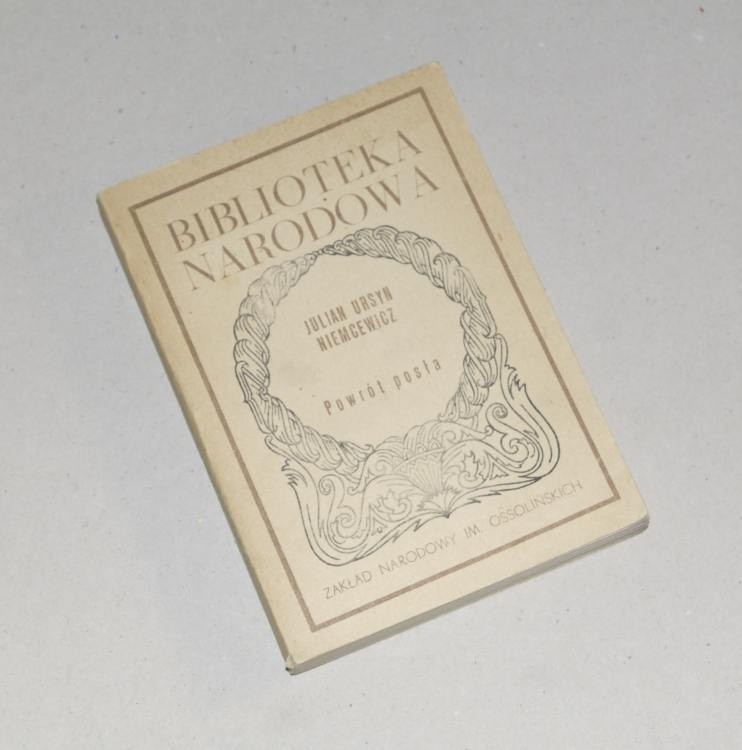 BIBLIOTEKA
NARODOWA
JULIAN URSYN
NIEMCEWICZ
Powrót posła
ZAKŁAD NARODOWY IM. OSSOLIŃSKICH